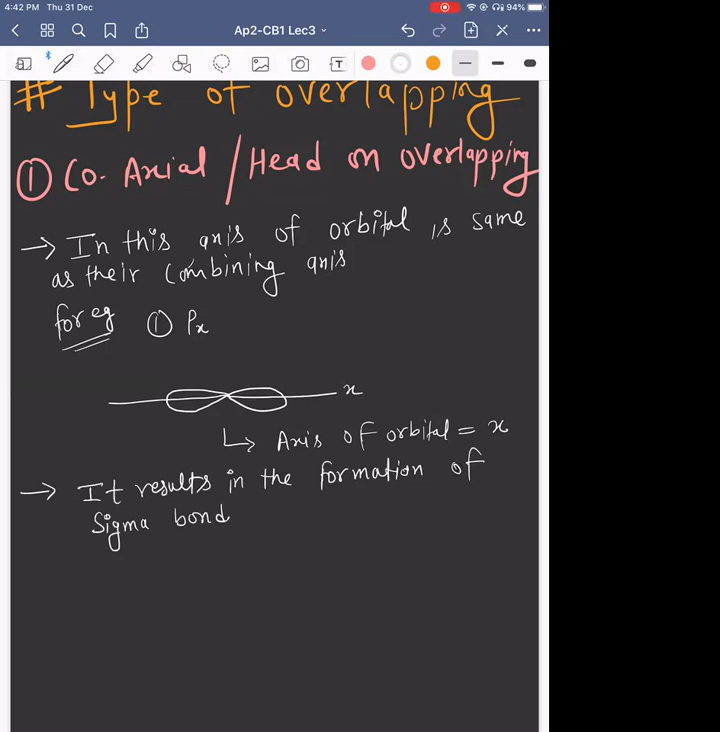 4:42 PM Thu 31 Dec
94%
Ap2-CB1 Lec3
T
# Type of overlapping
① Co-Axial / Head on overlapping
→ In this axis of orbital is same
as their combining axis
for eg ① Px
x
↳ Axis of orbital = x
→ It results in the formation of
Sigma bond